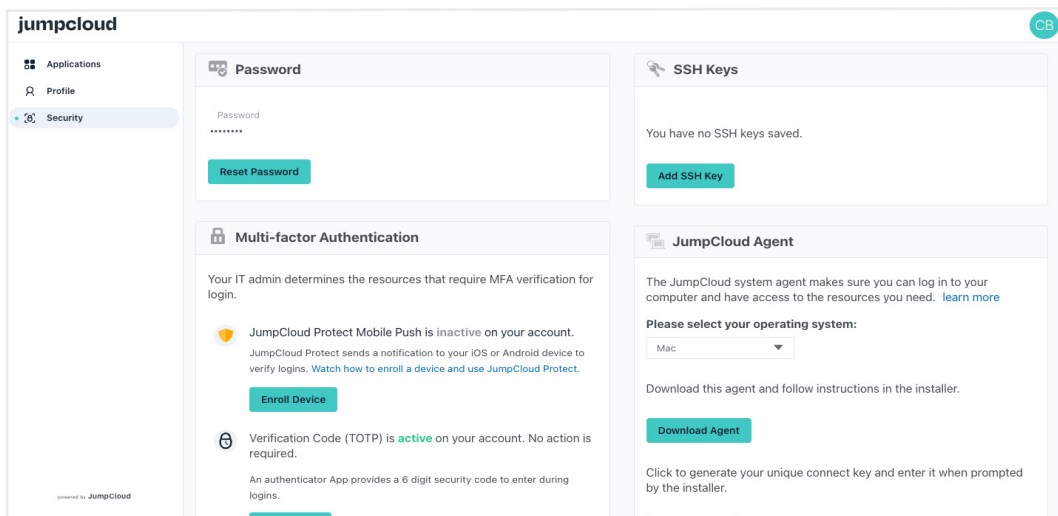 jumpcloud
CB
Applications
Profile
Security
powered by JumpCloud
Password
Password
••••••••
Reset Password
Multi-factor Authentication
Your IT admin determines the resources that require MFA verification for
login.
JumpCloud Protect Mobile Push is inactive on your account.
JumpCloud Protect sends a notification to your iOS or Android device to
verify logins. Watch how to enroll a device and use JumpCloud Protect.
Enroll Device
Verification Code (TOTP) is active on your account. No action is
required.
An authenticator App provides a 6 digit security code to enter during
logins.
SSH Keys
You have no SSH keys saved.
Add SSH Key
JumpCloud Agent
The JumpCloud system agent makes sure you can log in to your
computer and have access to the resources you need. learn more
Please select your operating system:
Mac
Download this agent and follow instructions in the installer.
Download Agent
Click to generate your unique connect key and enter it when prompted
by the installer.